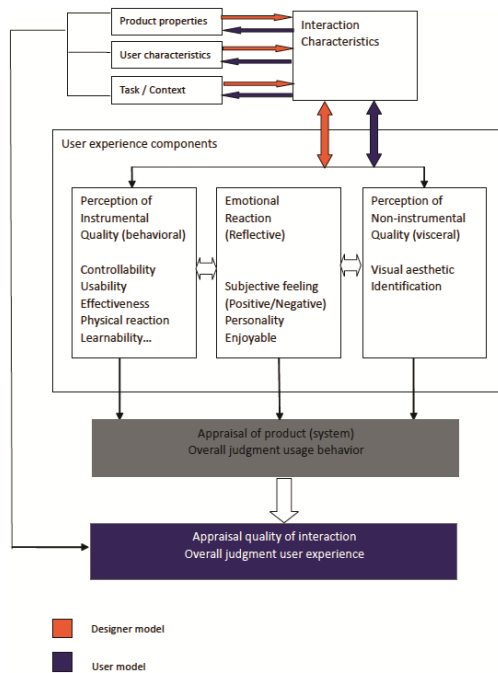 Product properties
User characteristics
Task / Context
Interaction
Characteristics
User experience components
Perception of
Instrumental
Quality (behavioral)
Controllability
Usability
Effectiveness
Physical reaction
Learnability...
Emotional
Reaction
(Reflective)
Subjective feeling
(Positive/Negative)
Personality
Enjoyable
Perception of
Non-instrumental
Quality (visceral)
Visual aesthetic
Identification
Appraisal of product (system)
Overall judgment usage behavior
Appraisal quality of interaction
Overall judgment user experience
Designer model
User model